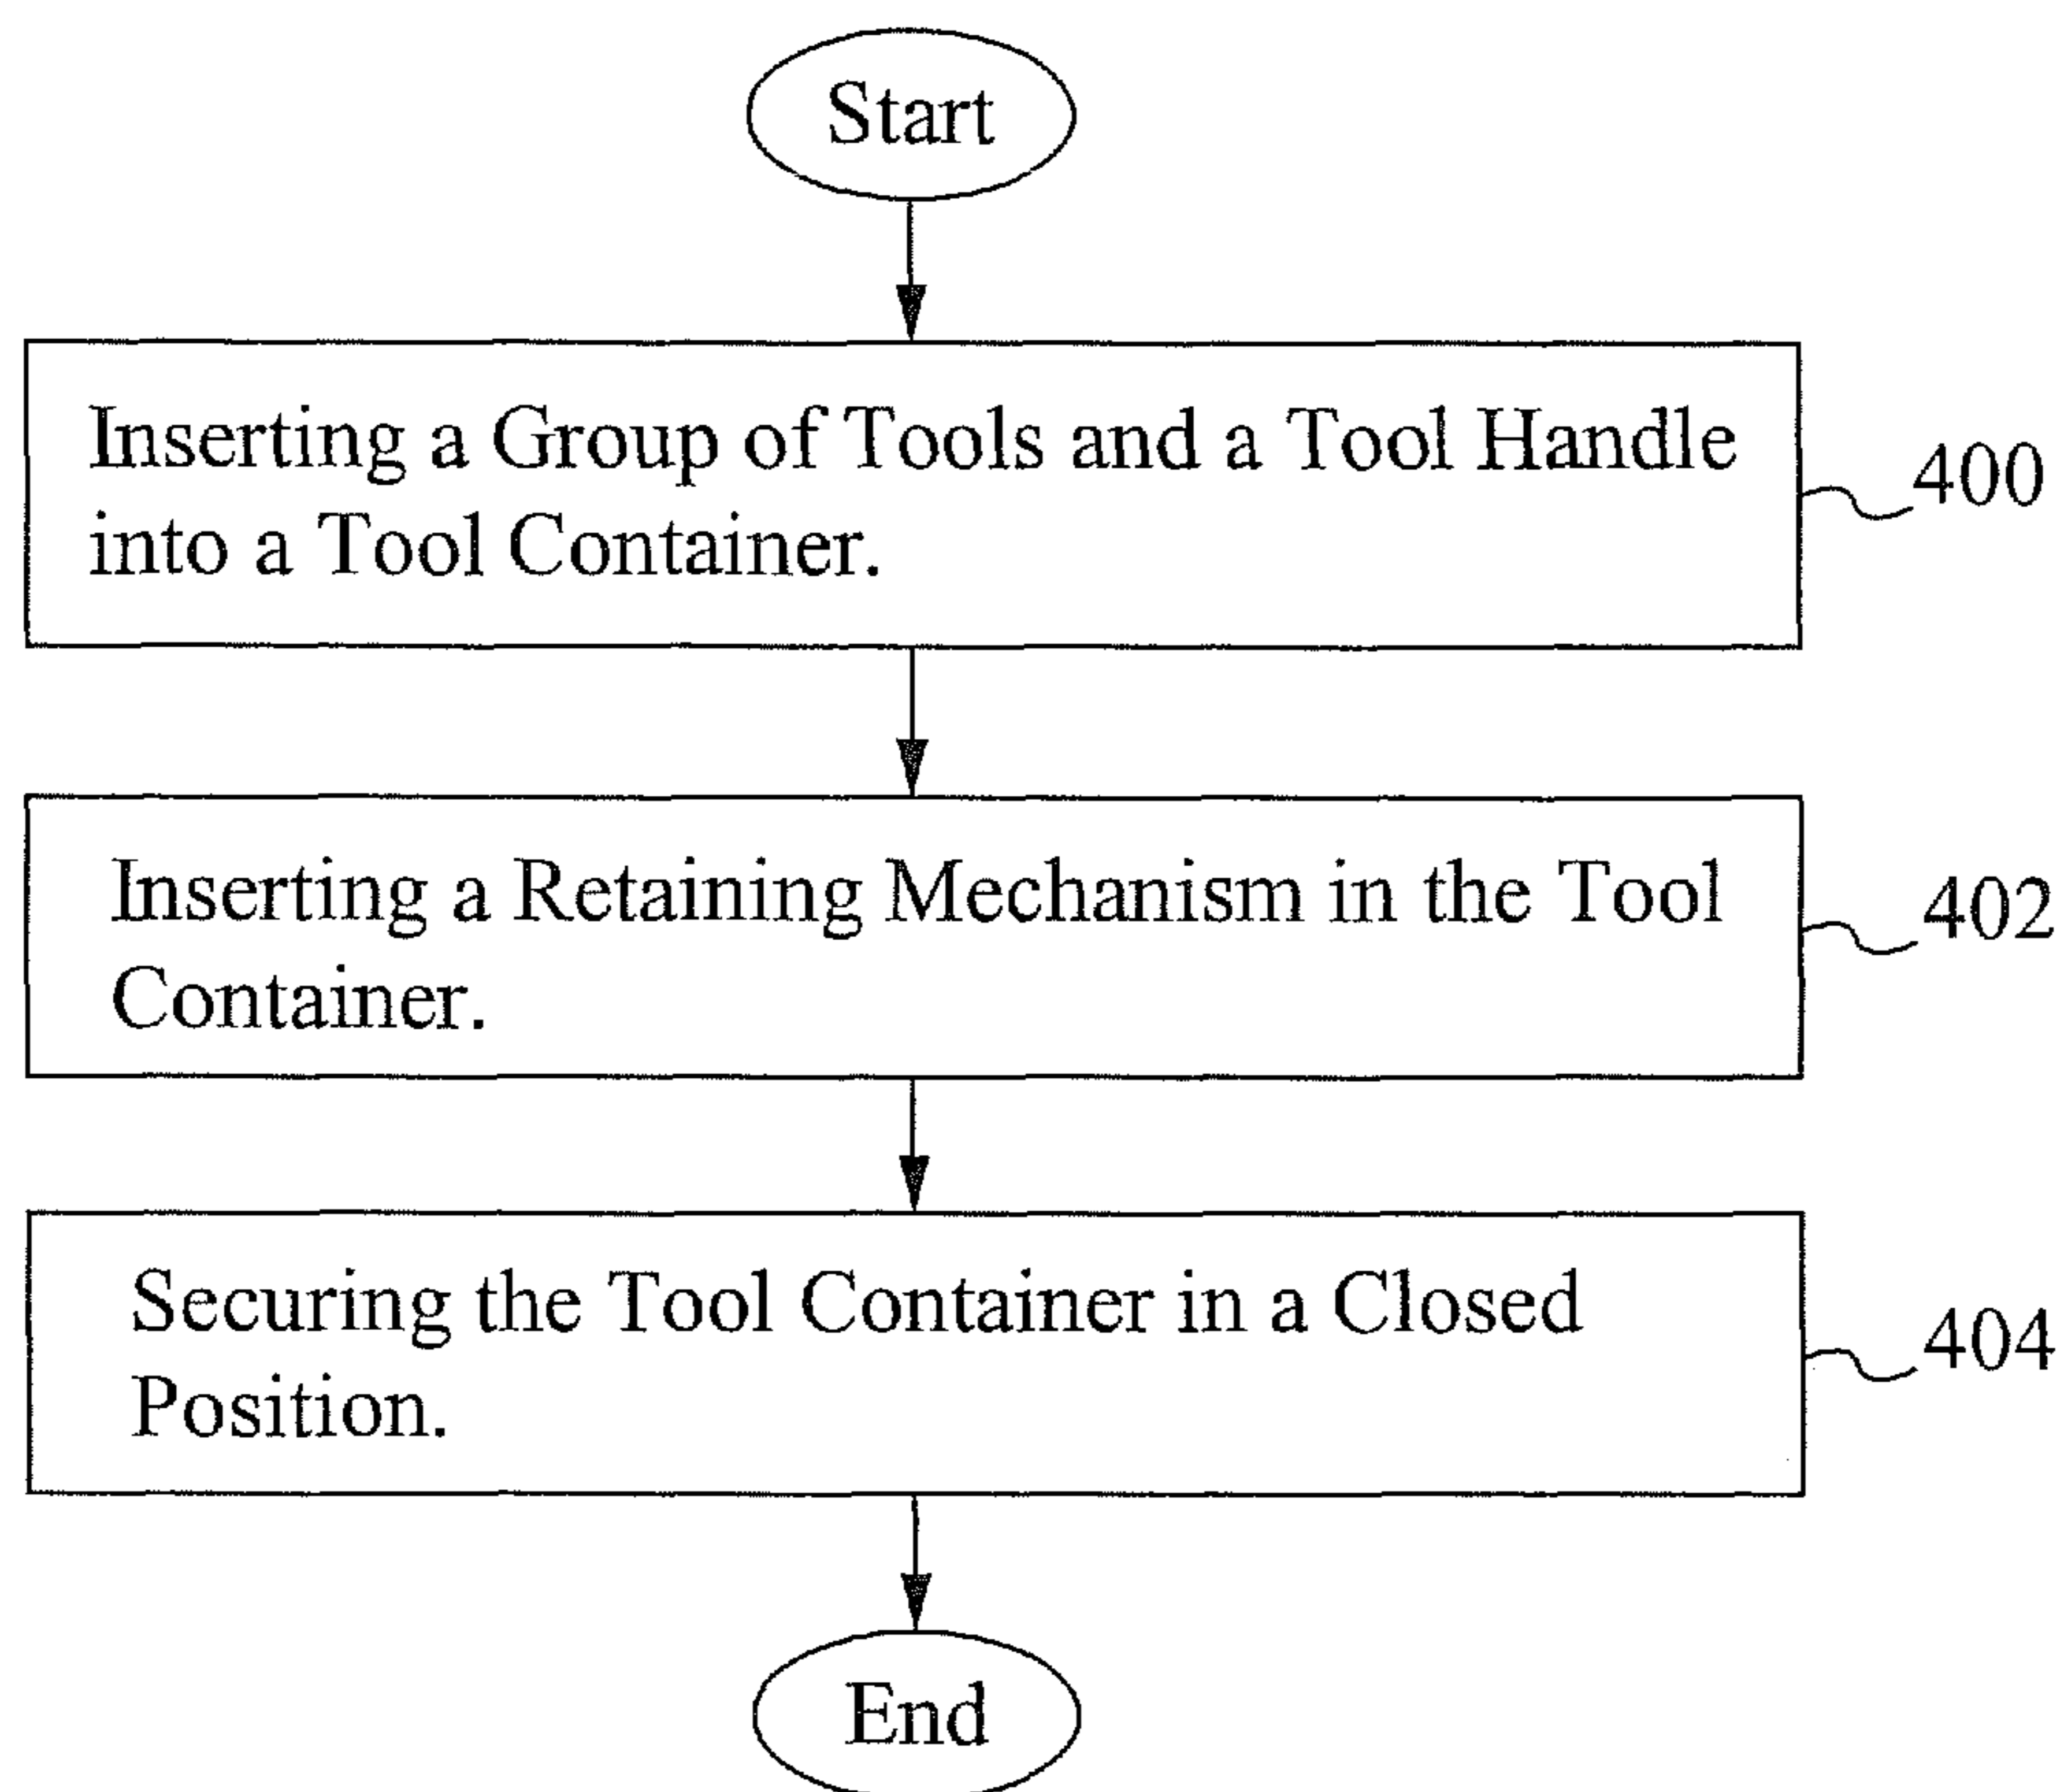 Start
Inserting a Group of Tools and a Tool Handle
into a Tool Container.
400
Inserting a Retaining Mechanism in the Tool
Container.
402
Securing the Tool Container in a Closed
Position.
404
End